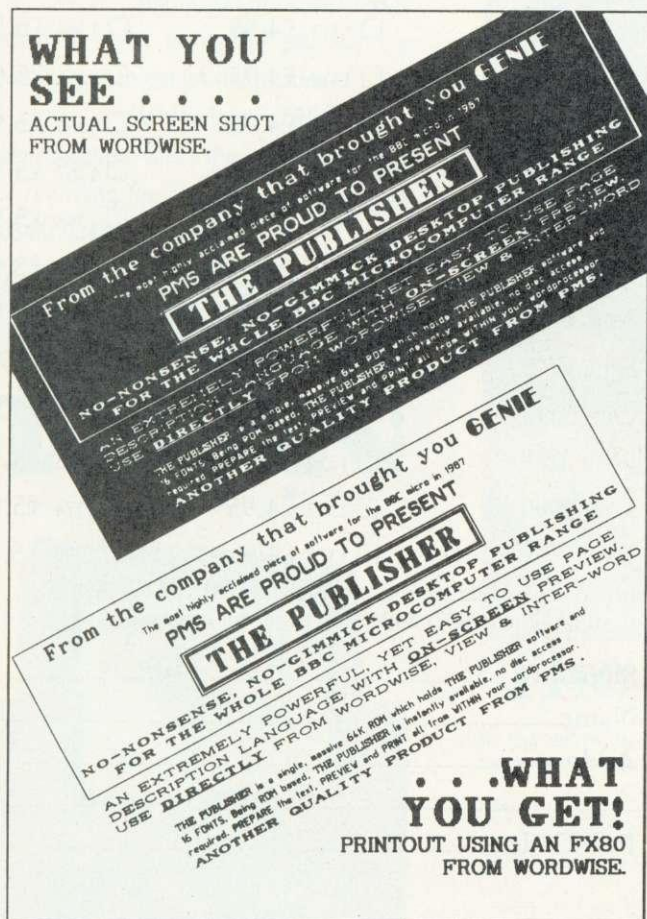 WHAT YOU
SEE . . . .
ACTUAL SCREEN SHOT
FROM WORDWISE.
From the company that brought you GENIE
The most highly acclaimed piece of software for the BBC micro in 1987
PMS ARE PROUD TO PRESENT
THE PUBLISHER
NO-NONSENSE, NO-GIMMICK DESKTOP PUBLISHING
FOR THE WHOLE BBC MICROCOMPUTER RANGE
AN EXTREMELY POWERFUL, YET EASY TO USE PAGE
DESCRIPTION LANGUAGE WITH ON-SCREEN PREVIEW.
USE DIRECTLY FROM WORDWISE, VIEW & INTER-WORD
THE PUBLISHER is a single, massive 64K ROM which holds THE PUBLISHER software and
16 FONTS. Being ROM based, THE PUBLISHER is instantly available, no disc access
required. PREPARE the text, PREVIEW and PRINT all from WITHIN your wordprocessor.
ANOTHER QUALITY PRODUCT FROM PMS.
From the company that brought you GENIE
The most highly acclaimed piece of software for the BBC micro in 1987
PMS ARE PROUD TO PRESENT
THE PUBLISHER
NO-NONSENSE, NO-GIMMICK DESKTOP PUBLISHING
FOR THE WHOLE BBC MICROCOMPUTER RANGE
AN EXTREMELY POWERFUL, YET EASY TO USE PAGE
DESCRIPTION LANGUAGE WITH ON-SCREEN PREVIEW.
USE DIRECTLY FROM WORDWISE, VIEW & INTER-WORD
THE PUBLISHER is a single, massive 64K ROM which holds THE PUBLISHER software and
16 FONTS. Being ROM based, THE PUBLISHER is instantly available, no disc access
required. PREPARE the text, PREVIEW and PRINT all from WITHIN your wordprocessor.
ANOTHER QUALITY PRODUCT FROM PMS.
. . .WHAT
YOU GET!
PRINTOUT USING AN FX80
FROM WORDWISE.